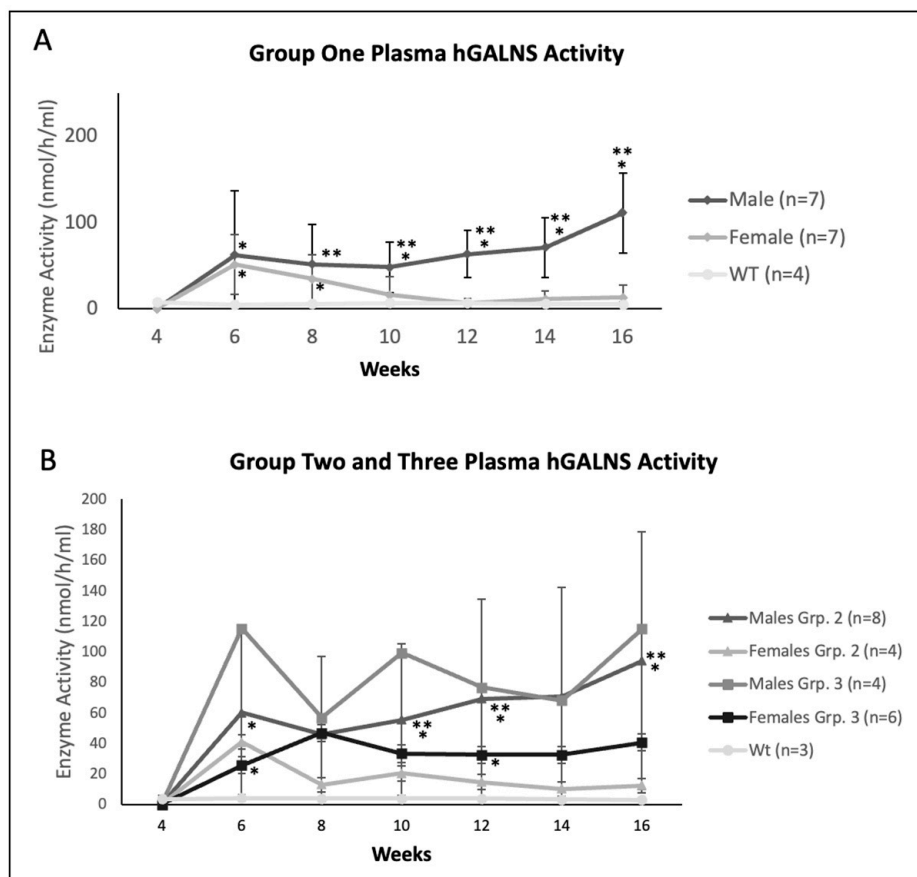 A
Group One Plasma hGALNS Activity
Enzyme Activity (nmol/h/ml)
200
100
0
4 6 8 10 12 14 16
Weeks
*
*
**
*
**
*
**
*
**
*
**
*
Male (n=7)
Female (n=7)
WT (n=4)
B
Group Two and Three Plasma hGALNS Activity
Enzyme Activity (nmol/h/ml)
200
180
160
140
120
100
80
60
40
20
0
4 6 8 10 12 14 16
Weeks
*
*
**
*
**
*
*
**
*
Males Grp. 2 (n=8)
Females Grp. 2 (n=4)
Males Grp. 3 (n=4)
Females Grp. 3 (n=6)
Wt (n=3)